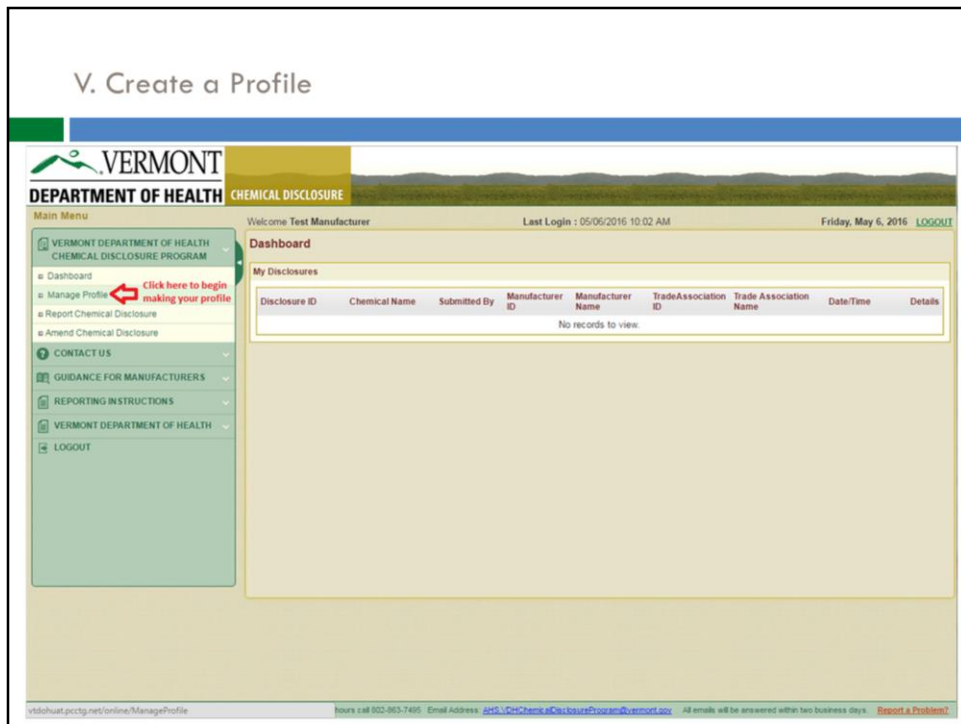 V. Create a Profile
VERMONT
DEPARTMENT OF HEALTH
CHEMICAL DISCLOSURE
Main Menu
Welcome Test Manufacturer
Last Login : 05/06/2016 10:02 AM
Friday, May 6, 2016 LOGOUT
VERMONT DEPARTMENT OF HEALTH
CHEMICAL DISCLOSURE PROGRAM
Dashboard
Manage Profile
Click here to begin
making your profile
Report Chemical Disclosure
Amend Chemical Disclosure
CONTACT US
GUIDANCE FOR MANUFACTURERS
REPORTING INSTRUCTIONS
VERMONT DEPARTMENT OF HEALTH
LOGOUT
Dashboard
My Disclosures
Disclosure ID Chemical Name Submitted By Manufacturer ID Manufacturer Name TradeAssociation ID Trade Association Name Date/Time Details
No records to view.
vtdohuat.pcctg.net/online/ManageProfile
hours call 802-863-7495 Email Address: AHS.VDHChemicalDisclosureProgram@vermont.gov All emails will be answered within two business days. Report a Problem?